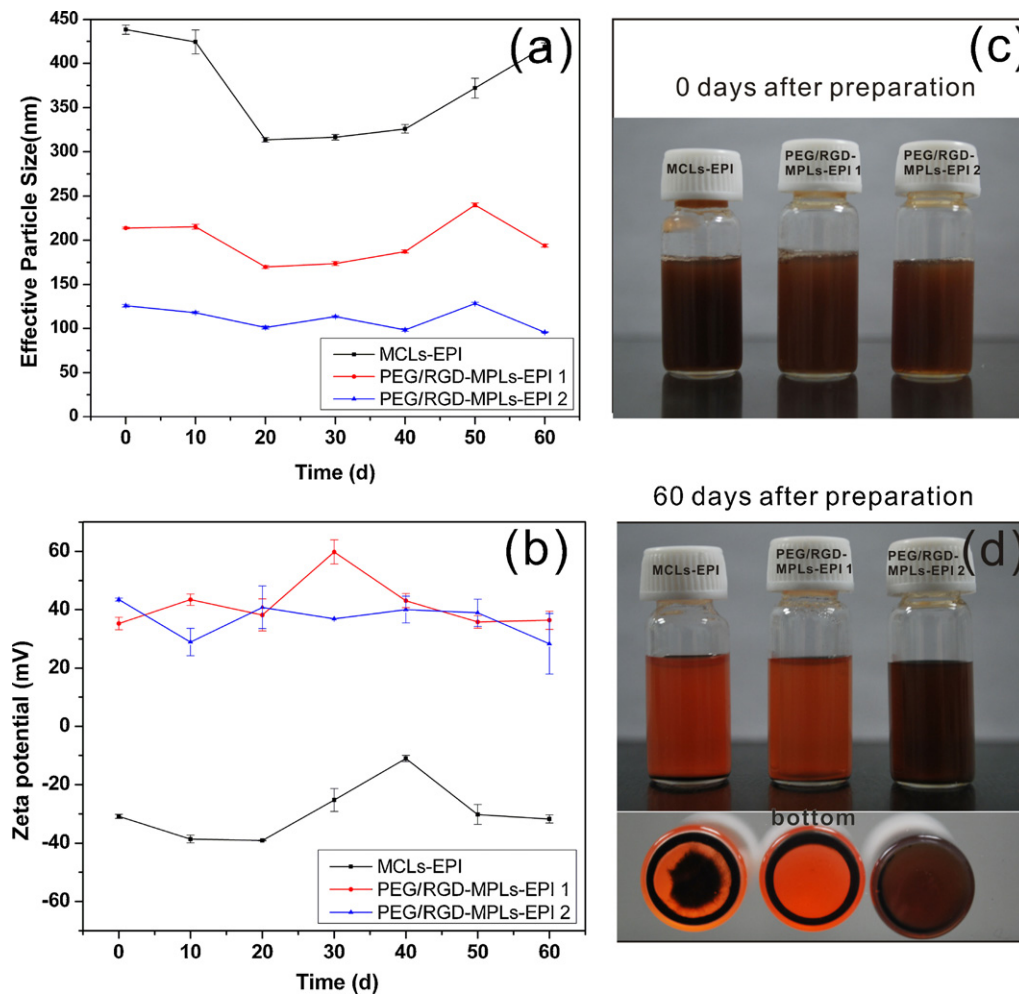 (a)
450
400
350
300
250
200
150
100
50
0
Effective Particle Size(nm)
MCLs-EPI
PEG/RGD-MPLs-EPI 1
PEG/RGD-MPLs-EPI 2
0 10 20 30 40 50 60
Time (d)
(c)
0 days after preparation
MCLs-EPI
PEG/RGD-
MPLs-EPI 1
PEG/RGD-
MPLs-EPI 2
(b)
60
40
20
0
-20
-40
-60
Zeta potential (mV)
MCLs-EPI
PEG/RGD-MPLs-EPI 1
PEG/RGD-MPLs-EPI 2
0 10 20 30 40 50 60
Time (d)
60 days after preparation
(d)
MCLs-EPI
PEG/RGD-
MPLs-EPI 1
PEG/RGD-
MPLs-EPI 2
bottom